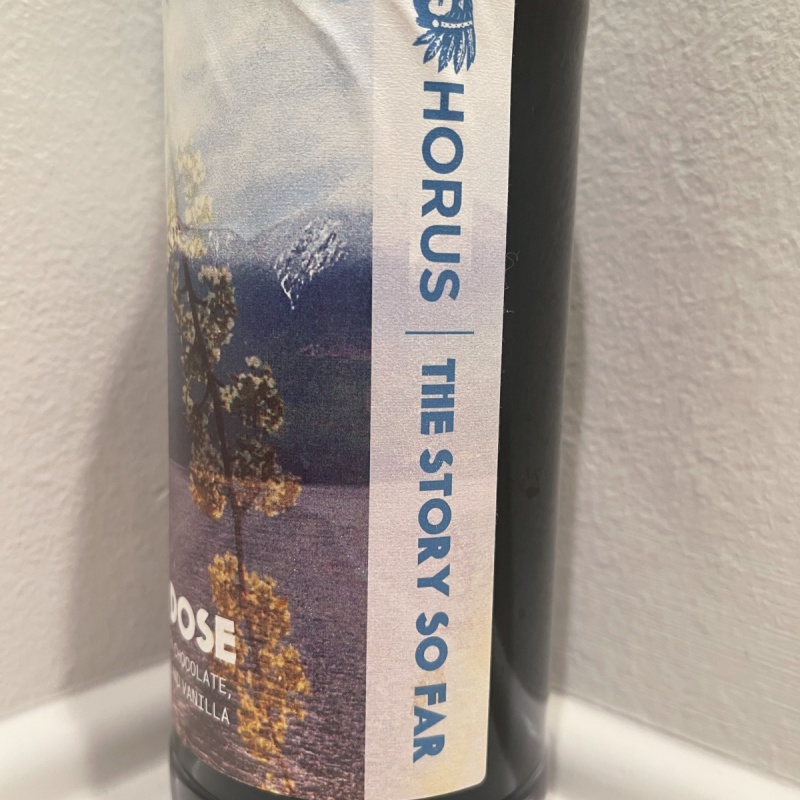 DOSE
CHOCOLATE,
VANILLA
HORUS | THE STORY SO FAR